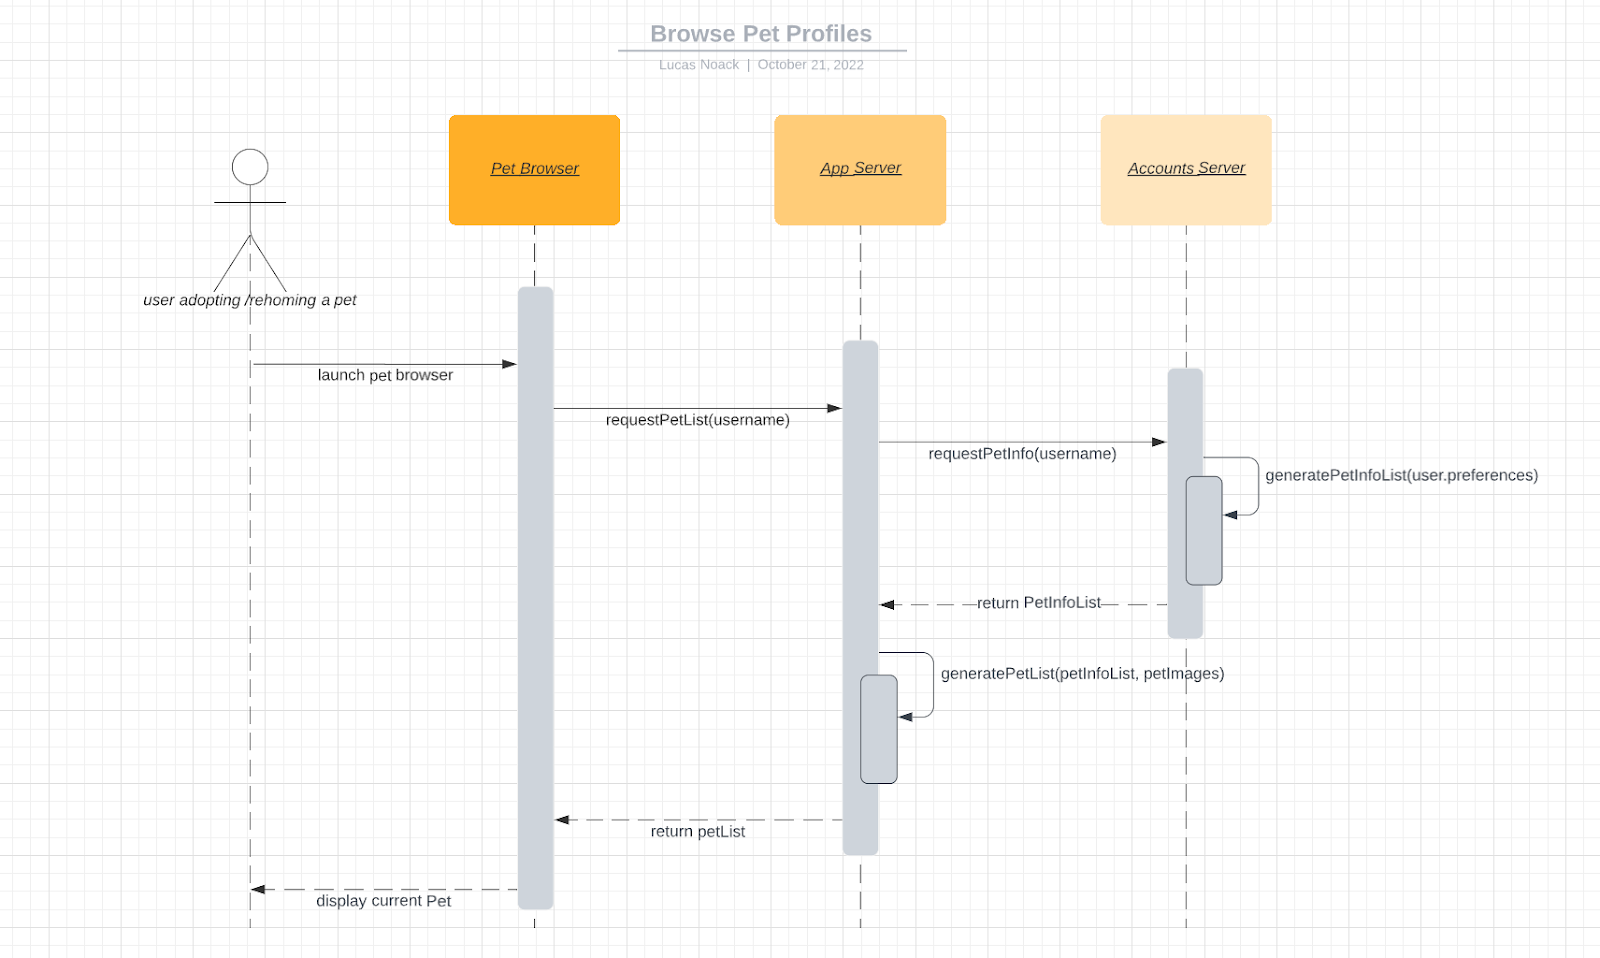 Browse Pet Profiles
Lucas Noack | October 21, 2022
Pet Browser
App Server
Accounts Server
user adopting /rehoming a pet
launch pet browser
requestPetList(username)
requestPetInfo(username)
generatePetInfoList(user.preferences)
return PetInfoList
generatePetList(petInfoList, petImages)
return petList
display current Pet